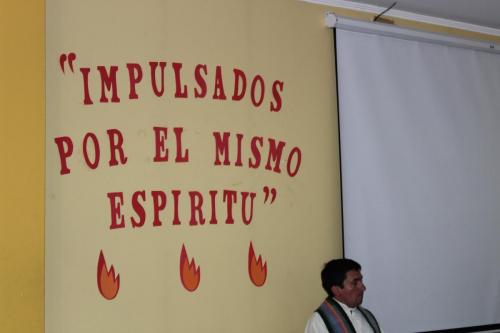 “IMPULSADOS
POR EL MISMO
ESPIRITU”